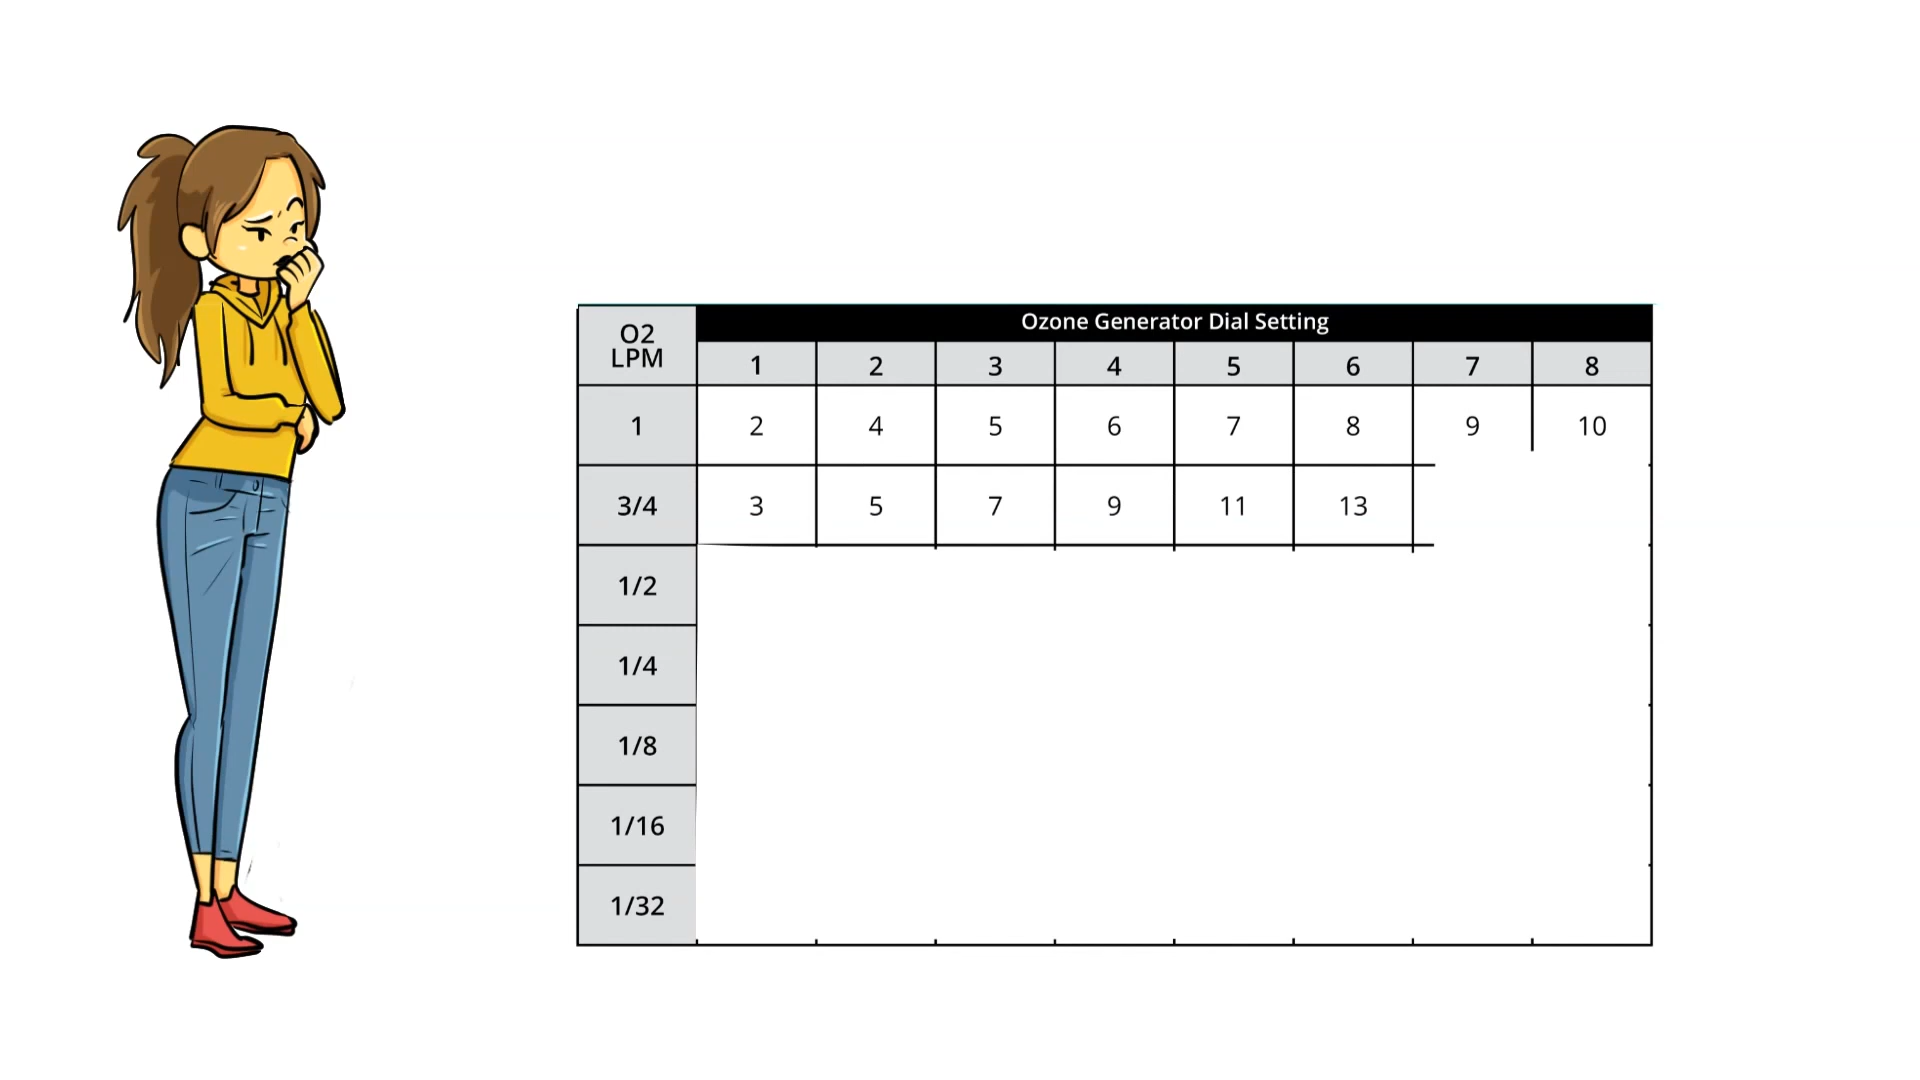 O2
LPM
Ozone Generator Dial Setting
1 2 3 4 5 6 7 8
1 2 4 5 6 7 8 9 10
3/4 3 5 7 9 11 13
1/2
1/4
1/8
1/16
1/32